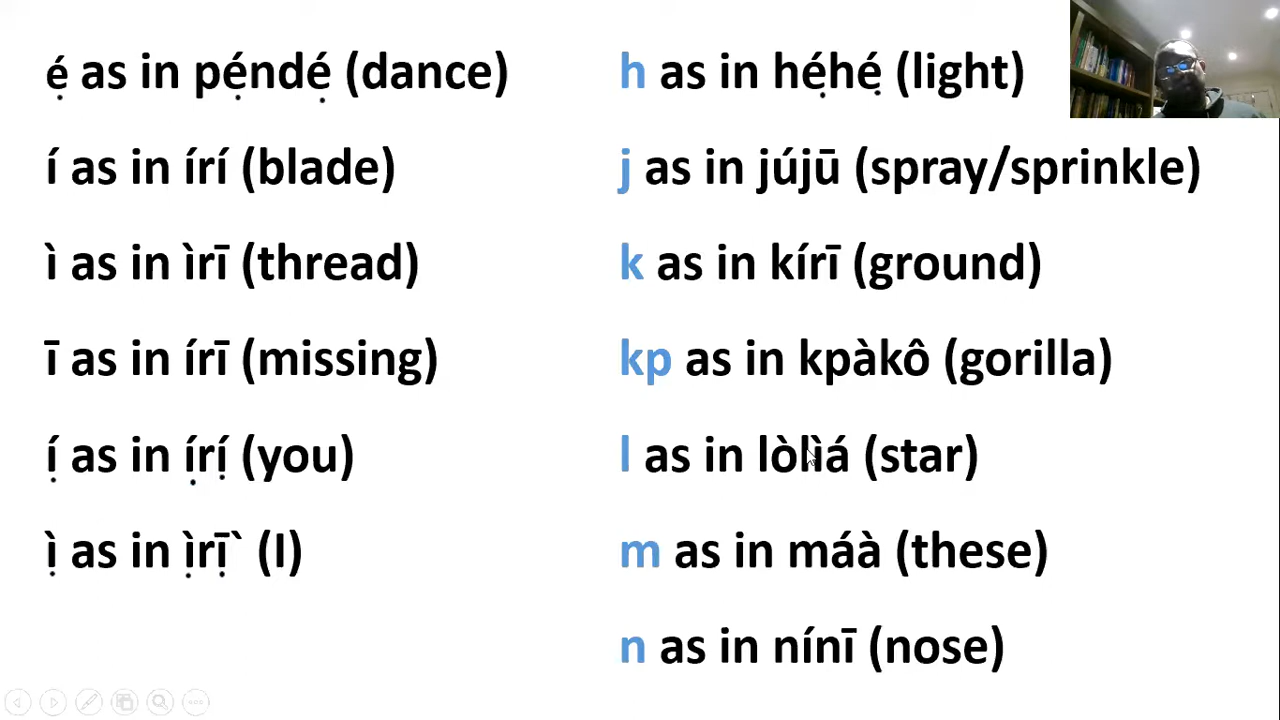 ẹ́ as in pẹ́ndẹ́ (dance)
í as in írí (blade)
ì as in ìrī (thread)
ī as in írī (missing)
ị́ as in ị́rị́ (you)
ị̀ as in ị̀rị̄` (I)
h as in hẹ́hẹ́ (light)
j as in jújū (spray/sprinkle)
k as in kírī (ground)
kp as in kpàkô (gorilla)
l as in lòlìá (star)
m as in máà (these)
n as in nínī (nose)